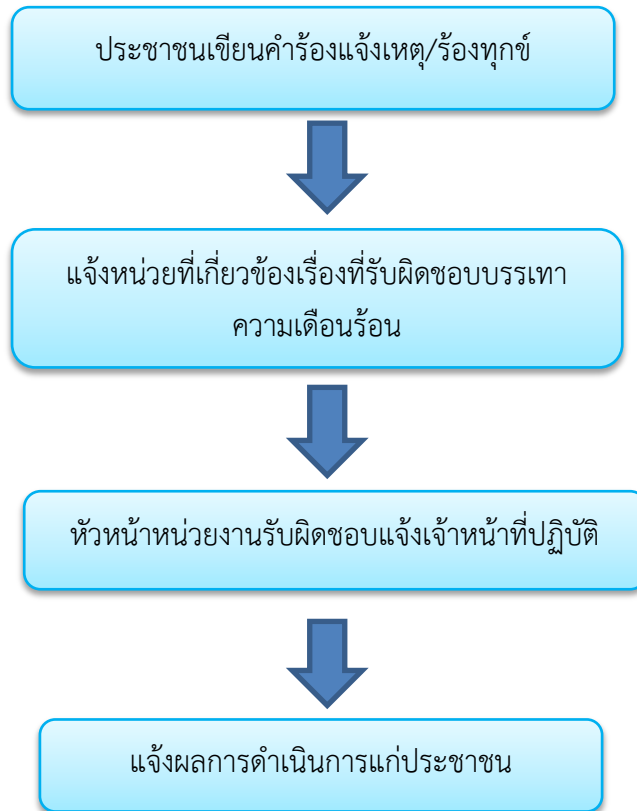 ประชาชนเขียนคำร้องแจ้งเหตุ/ร้องทุกข์
แจ้งหน่วยที่เกี่ยวข้องเรื่องที่รับผิดชอบบรรเทา
ความเดือนร้อน
หัวหน้าหน่วยงานรับผิดชอบแจ้งเจ้าหน้าที่ปฏิบัติ
แจ้งผลการดำเนินการแก่ประชาชน